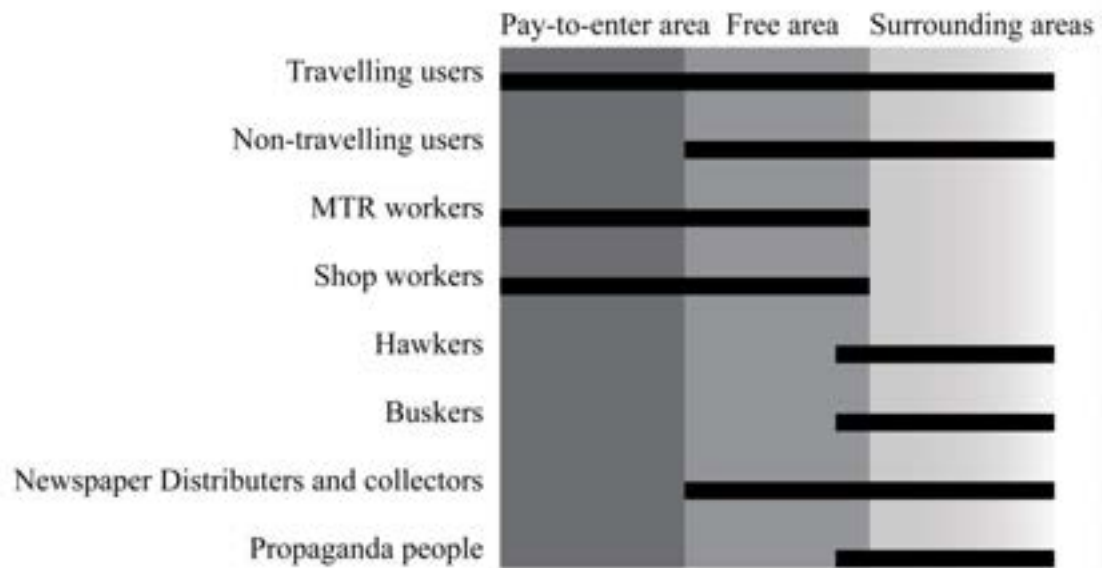 Pay-to-enter area Free area Surrounding areas
Travelling users
Non-travelling users
MTR workers
Shop workers
Hawkers
Buskers
Newspaper Distributers and collectors
Propaganda people